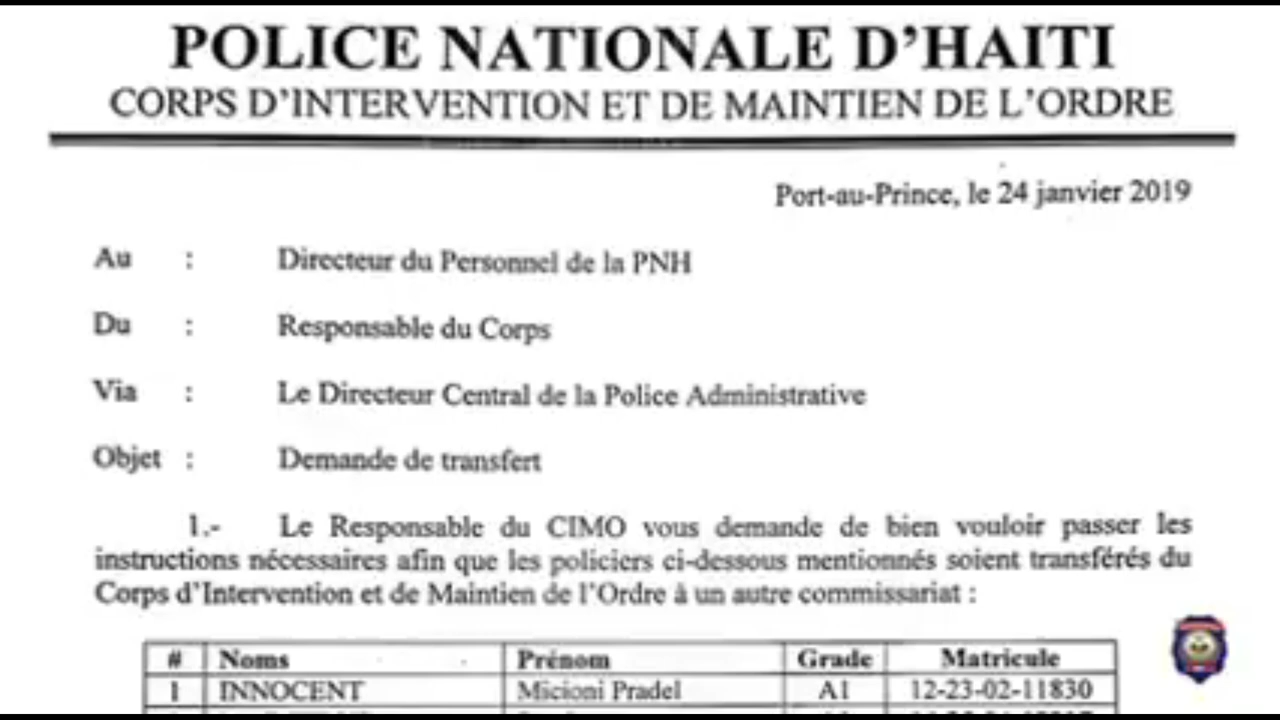 POLICE NATIONALE D'HAITI
CORPS D'INTERVENTION ET DE MAINTIEN DE L'ORDRE
Port-au-Prince, le 24 janvier 2019
Au : Directeur du Personnel de la PNH
Du : Responsable du Corps
Via : Le Directeur Central de la Police Administrative
Objet : Demande de transfert
1.- Le Responsable du CIMO vous demande de bien vouloir passer les
instructions nécessaires afin que les policiers ci-dessous mentionnés soient transférés du
Corps d'Intervention et de Maintien de l'Ordre à un autre commissariat :
# Noms Prénom Grade Matricule
1 INNOCENT Micioni Pradel A1 12-23-02-11830